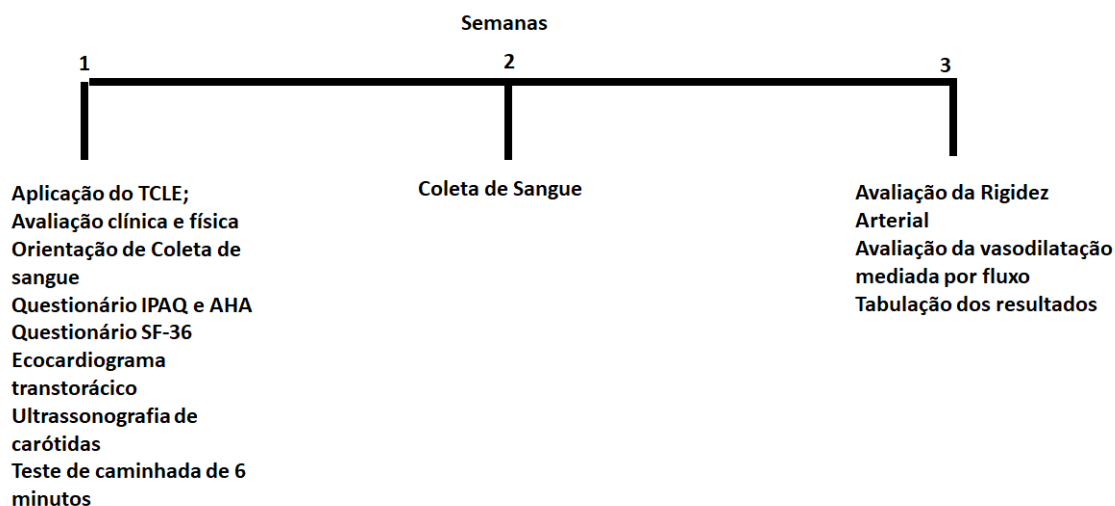 Semanas
1
2
3
Aplicação do TCLE;
Avaliação clínica e física
Orientação de Coleta de
sangue
Questionário IPAQ e AHA
Questionário SF-36
Ecocardiograma
transtorácico
Ultrassonografia de
carótidas
Teste de caminhada de 6
minutos
Coleta de Sangue
Avaliação da Rigidez
Arterial
Avaliação da vasodilatação
mediada por fluxo
Tabulação dos resultados